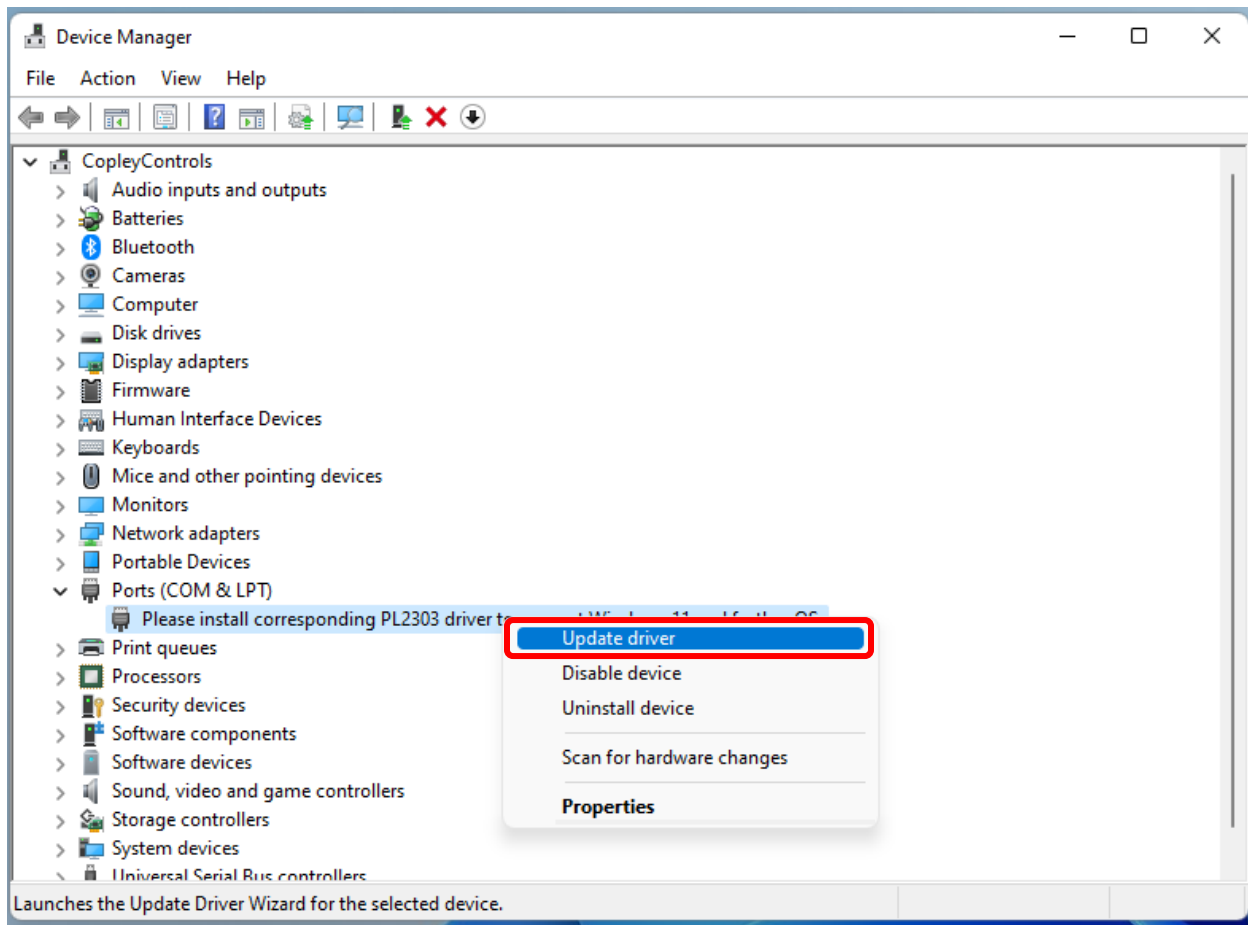 Device Manager
File Action View Help
CopleyControls
Audio inputs and outputs
Batteries
Bluetooth
Cameras
Computer
Disk drives
Display adapters
Firmware
Human Interface Devices
Keyboards
Mice and other pointing devices
Monitors
Network adapters
Portable Devices
Ports (COM & LPT)
Please install corresponding PL2303 driver to
Update driver
Disable device
Uninstall device
Scan for hardware changes
Properties
Print queues
Processors
Security devices
Software components
Software devices
Sound, video and game controllers
Storage controllers
System devices
Universal Serial Bus controllers
Launches the Update Driver Wizard for the selected device.